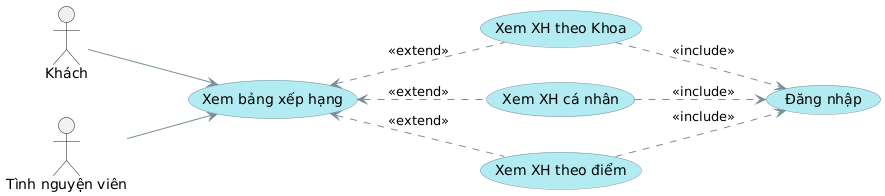 Khách
Tình nguyện viên
Xem bảng xếp hạng
«extend»
«extend»
«extend»
Xem XH theo Khoa
Xem XH cá nhân
Xem XH theo điểm
«include»
«include»
«include»
Đăng nhập